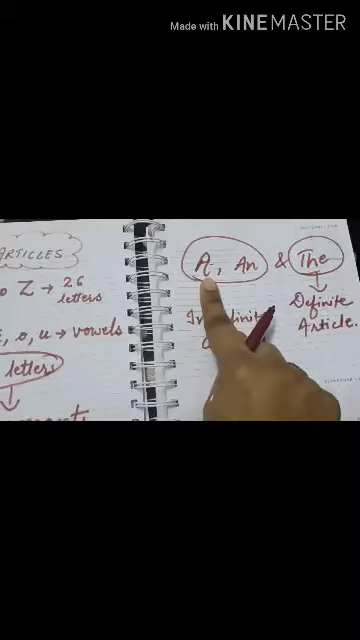 Made with KINEMASTER
ARTICLES
Z → 26
letters
o, u → vowels
letters
A, An & The
Definite
Article.